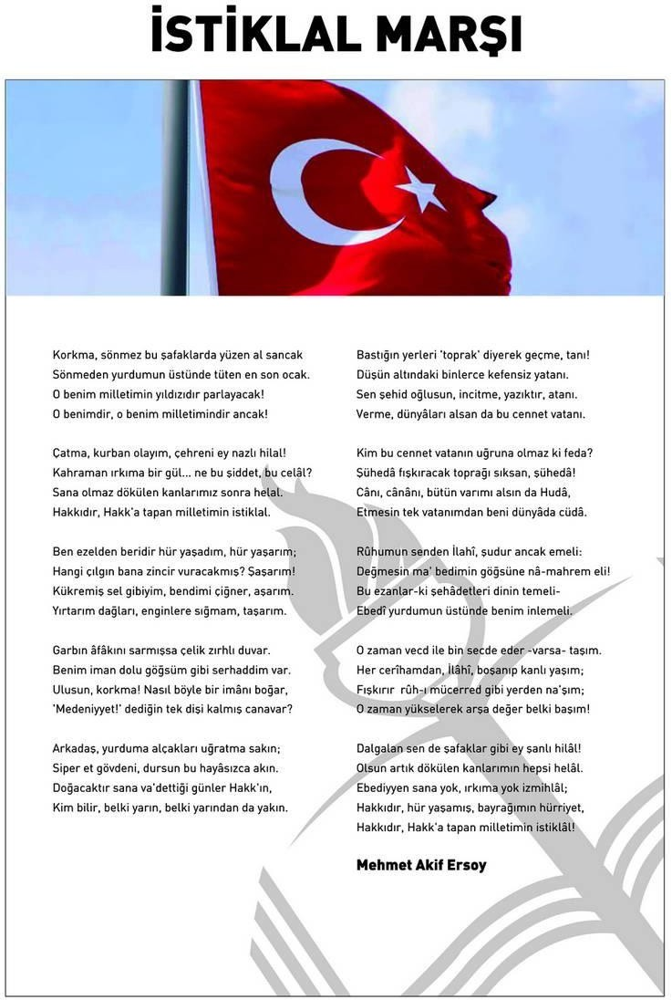 İSTİKLAL MARŞI
Korkma, sönmez bu şafaklarda yüzen al sancak
Sönmeden yurdumun üstünde tüten en son ocak.
O benim milletimin yıldızıdır parlayacak!
O benimdir, o benim milletimindir ancak!
Çatma, kurban olayım, çehreni ey nazlı hilal!
Kahraman ırkıma bir gül... ne bu şiddet, bu celâl?
Sana olmaz dökülen kanlarımız sonra helal.
Hakkıdır, Hakk'a tapan milletimin istiklal.
Ben ezelden beridir hür yaşadım, hür yaşarım;
Hangi çılgın bana zincir vuracakmış? Şaşarım!
Kükremiş sel gibiyim, bendimi çiğner, aşarım.
Yırtarım dağları, enginlere sığmam, taşarım.
Garbın âfâkını sarmışsa çelik zırhlı duvar.
Benim iman dolu göğsüm gibi serhaddim var.
Ulusun, korkma! Nasıl böyle bir imânı boğar,
'Medeniyyet!' dediğin tek dişi kalmış canavar?
Arkadaş, yurduma alçakları uğratma sakın;
Siper et gövdeni, dursun bu hayâsızca akın.
Doğacaktır sana va'dettiği günler Hakk'ın,
Kim bilir, belki yarın, belki yarından da yakın.
Bastığın yerleri 'toprak' diyerek geçme, tanı!
Düşün altındaki binlerce kefensiz yatanı.
Sen şehid oğlusun, incitme, yazıktır, atanı.
Verme, dünyâları alsan da bu cennet vatanı.
Kim bu cennet vatanın uğruna olmaz ki feda?
Şühedâ fışkıracak toprağı sıksan, şühedâ!
Cânı, cânânı, bütün varımı alsın da Hudâ,
Etmesin tek vatanımdan beni dünyâda cüdâ.
Rûhumun senden İlahî, şudur ancak emeli:
Değmesin ma' bedimin göğsüne nâ-mahrem eli!
Bu ezanlar-ki şehâdetleri dinin temeli-
Ebedî yurdumun üstünde benim inlemeli.
O zaman vecd ile bin secde eder -varsa- taşım.
Her cerîhamdan, İlâhî, boşanıp kanlı yaşım;
Fışkırır rûh-ı mücerred gibi yerden na'şım;
O zaman yükselerek arşa değer belki başım!
Dalgalan sen de şafaklar gibi ey şanlı hilâl!
Olsun artık dökülen kanlarımın hepsi helâl.
Ebediyyen sana yok, ırkıma yok izmihlâl;
Hakkıdır, hür yaşamış, bayrağımın hürriyet,
Hakkıdır, Hakk'a tapan milletimin istiklâl!
Mehmet Akif Ersoy